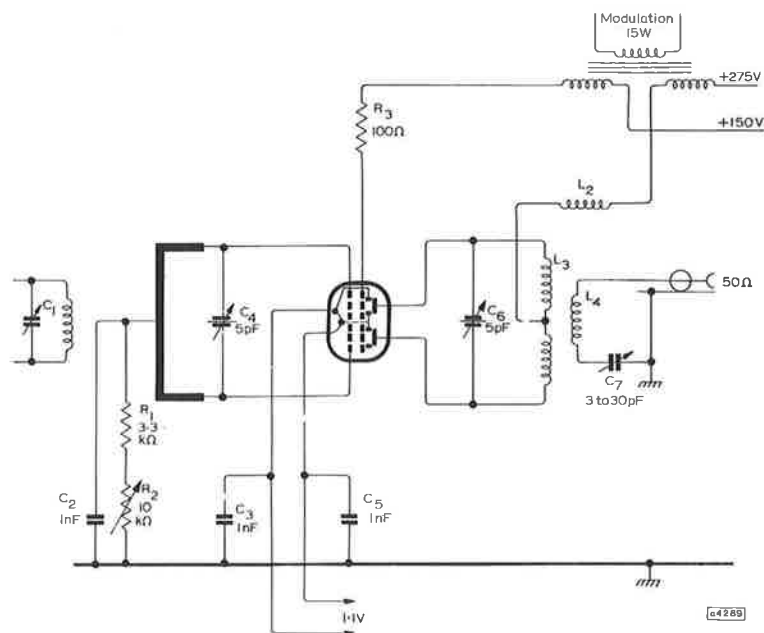 Modulation
15W
+275V
R3
100Ω
+150V
L2
C1
C4
5pF
C6
5pF
L3
L4
50Ω
C7
3 to 30pF
R1
3·3
kΩ
R2
10
kΩ
C2
1nF
C3
1nF
C5
1nF
1·1V
a4289